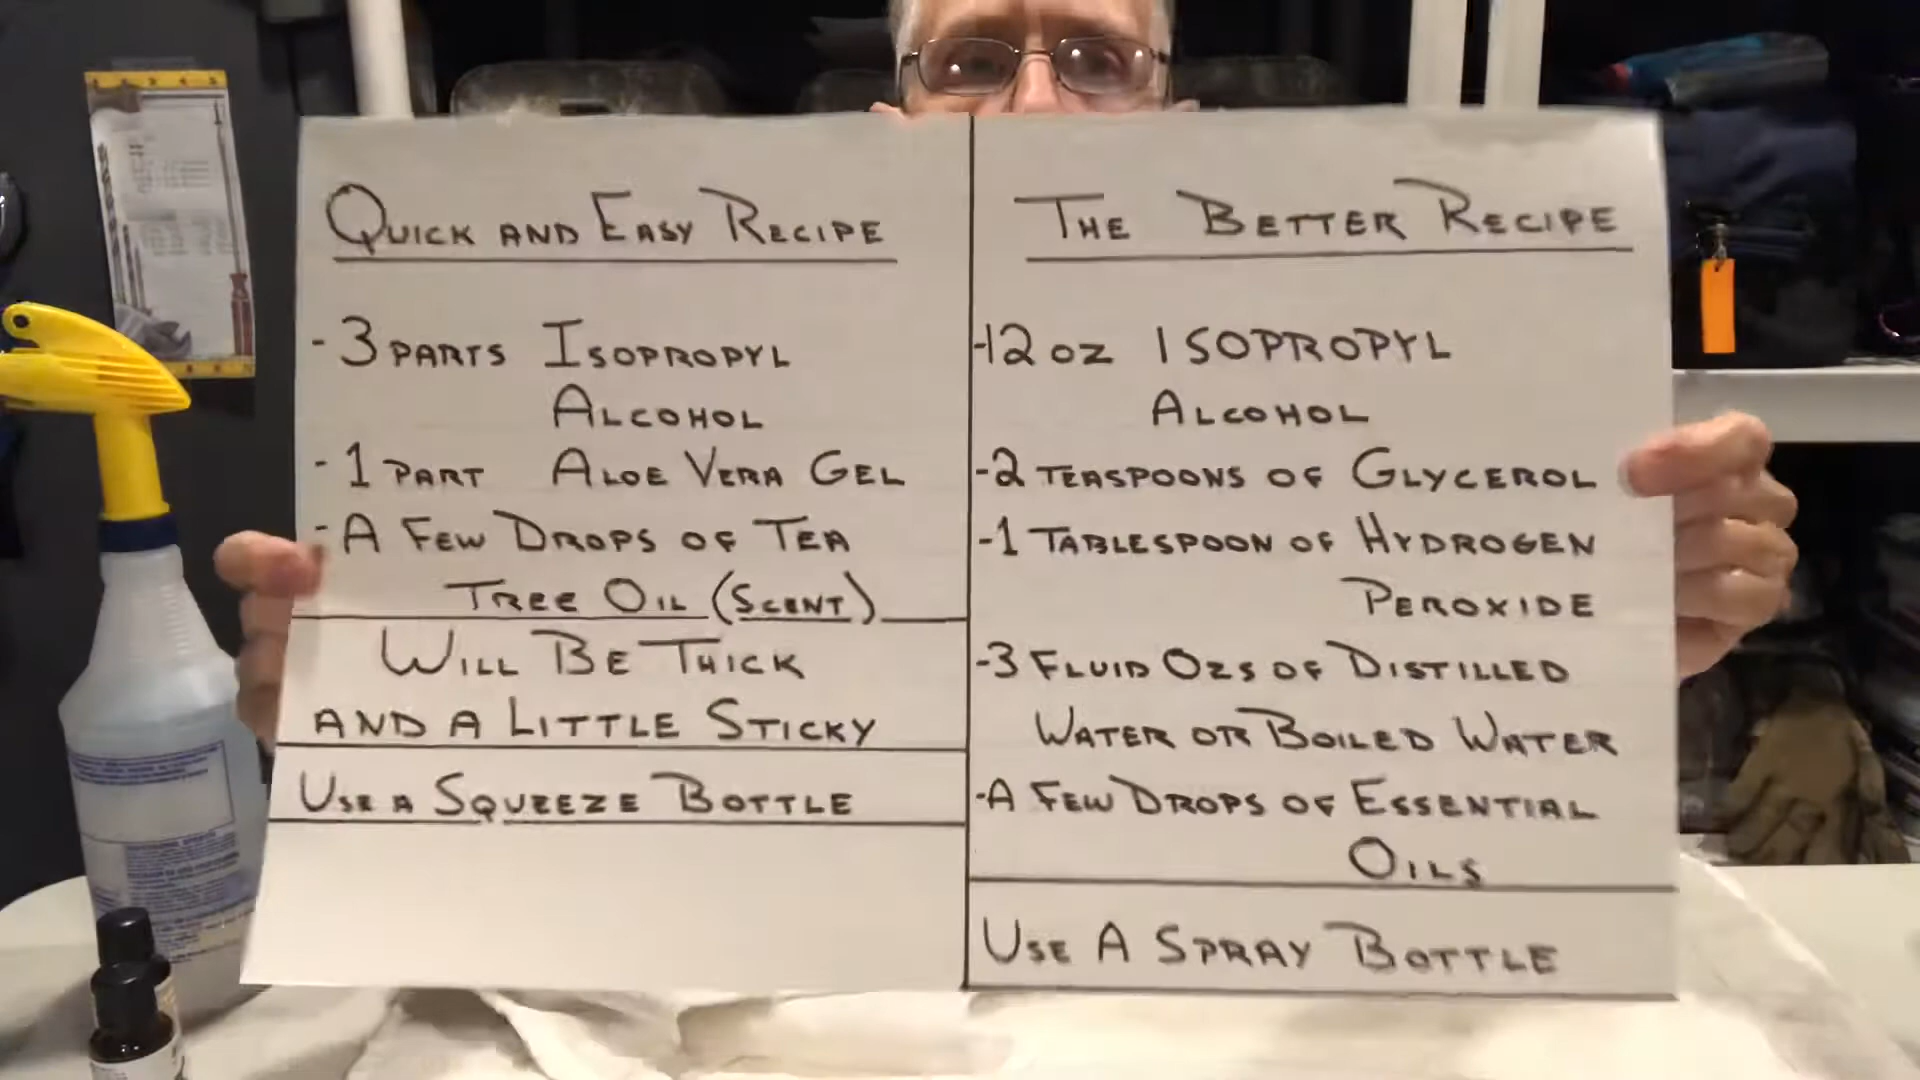 Quick and Easy Recipe
- 3 parts Isopropyl
Alcohol
- 1 part Aloe Vera Gel
- A Few Drops of Tea
Tree Oil (Scent)
Will Be Thick
and a Little Sticky
Use a Squeeze Bottle
The Better Recipe
-12 oz Isopropyl
Alcohol
-2 teaspoons of Glycerol
-1 Tablespoon of Hydrogen
Peroxide
-3 Fluid Ozs of Distilled
Water or Boiled Water
-A Few Drops of Essential
Oils
Use A Spray Bottle